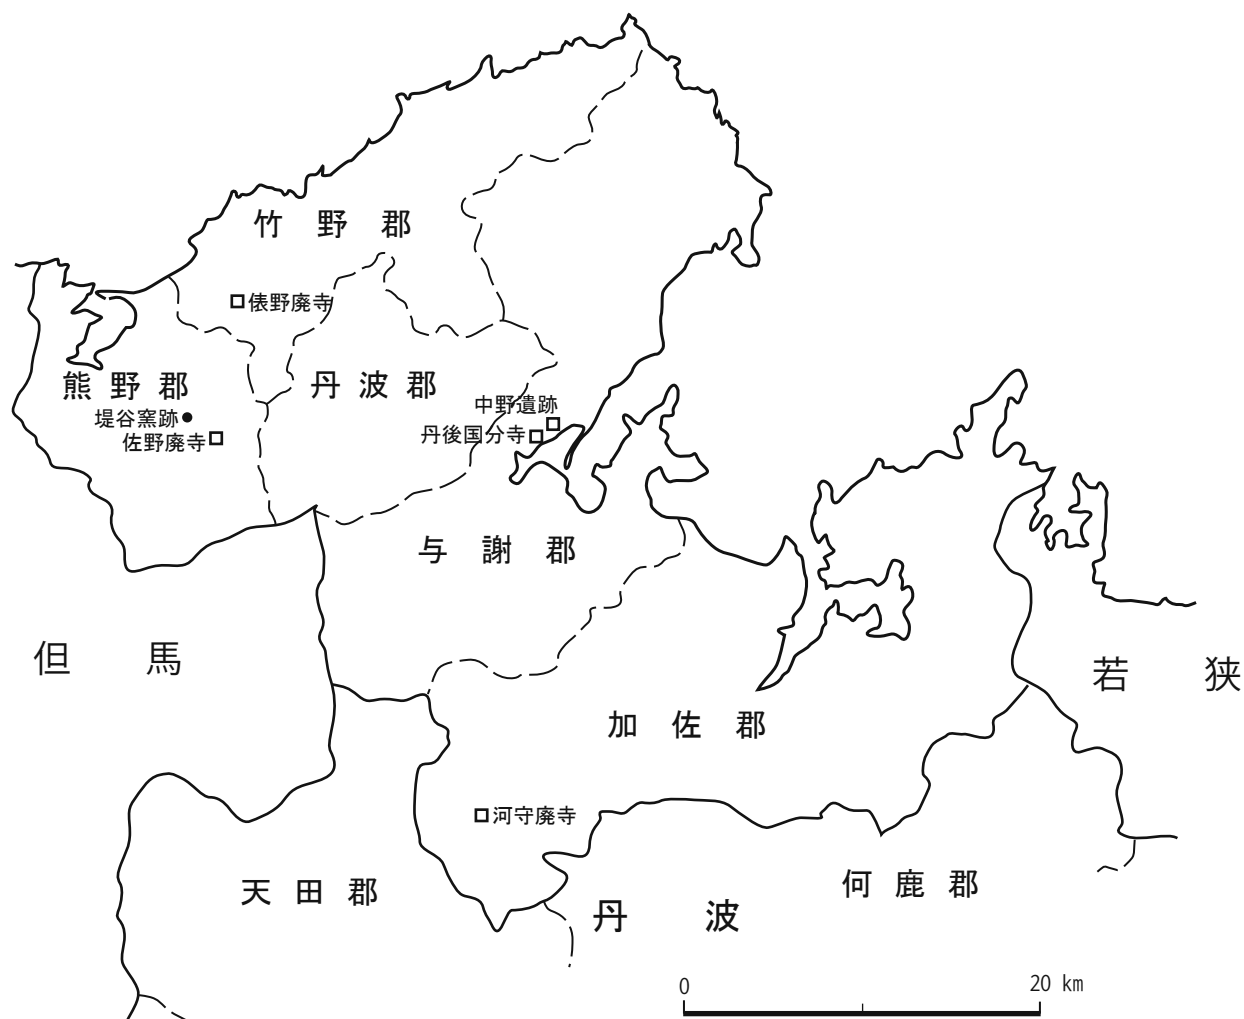 竹野郡
俵野廃寺
熊野郡
丹波郡
堤谷窯跡
中野遺跡
佐野廃寺
丹後国分寺
与謝郡
但馬
若狭
加佐郡
河守廃寺
天田郡
何鹿郡
丹波
0
20 km